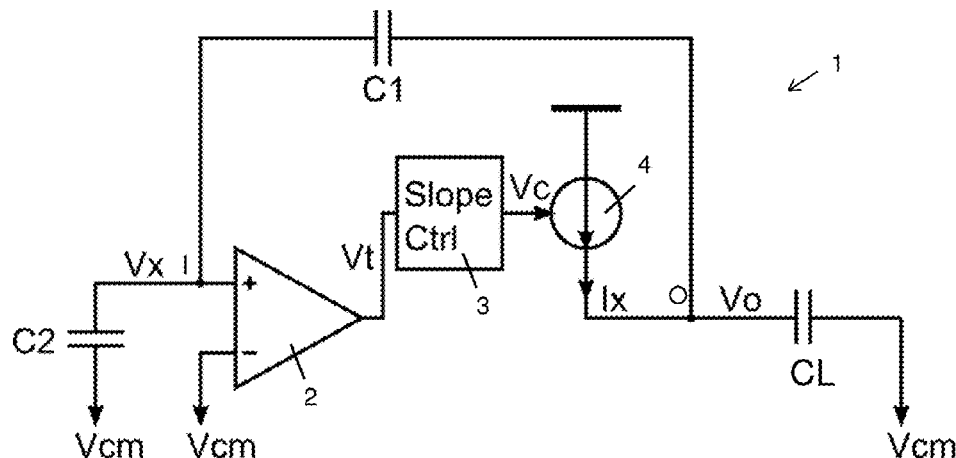 1
C1
4
Slope
Ctrl
Vc
Vx I
Vt
+
3
Ix
O
Vo
C2
−
2
CL
Vcm
Vcm
Vcm